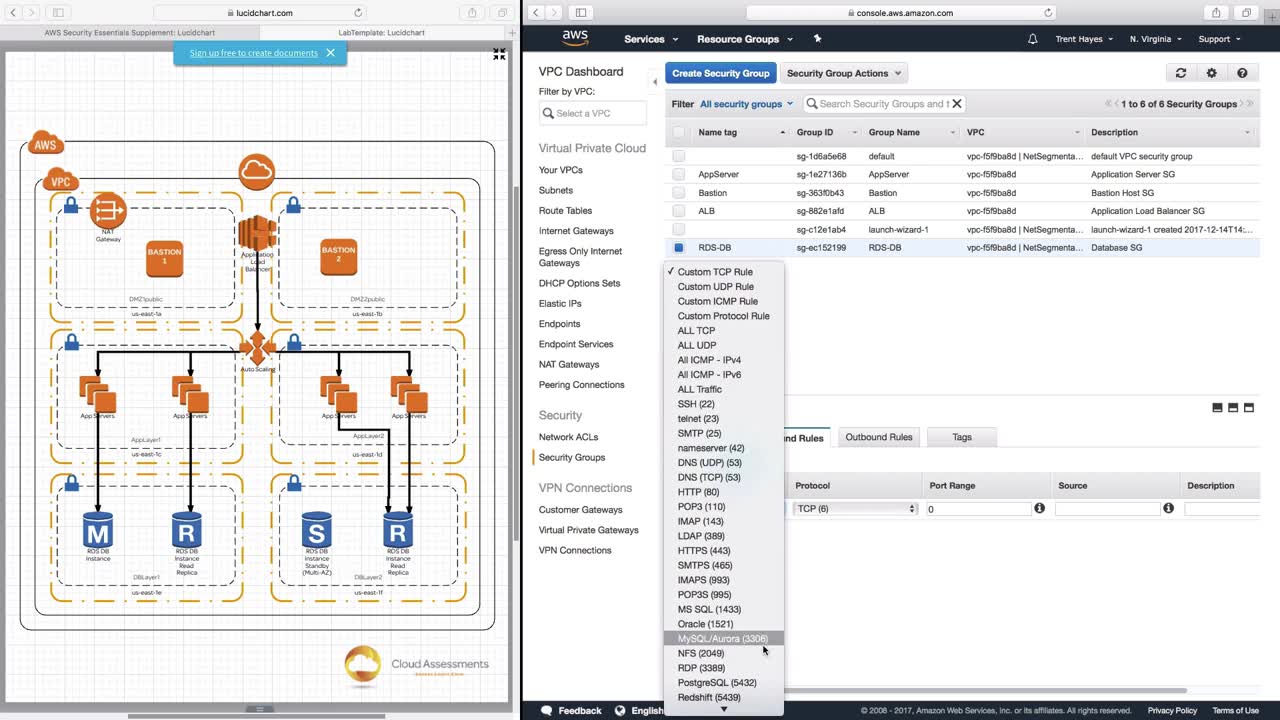 lucidchart.com
AWS Security Essentials Supplement: Lucidchart
LabTemplate: Lucidchart
Sign up free to create documents
AWS
VPC
NAT
Gateway
BASTION
1
Application
Load
Balancer
BASTION
2
DMZ1public
us-east-1a
DMZ2public
us-east-1b
Auto Scaling
App Servers
App Servers
App Servers
App Servers
AppLayer1
us-east-1c
AppLayer2
us-east-1d
M
RDS DB
Instance
R
RDS DB
Instance
Read
Replica
S
RDS DB
Instance
Standby
(Multi-AZ)
R
RDS DB
Instance
Read
Replica
DBLayer1
us-east-1e
DBLayer2
us-east-1f
Cloud Assessments
console.aws.amazon.com
aws
Services
Resource Groups
Trent Hayes
N. Virginia
Support
VPC Dashboard
Filter by VPC:
Select a VPC
Virtual Private Cloud
Your VPCs
Subnets
Route Tables
Internet Gateways
Egress Only Internet
Gateways
DHCP Options Sets
Elastic IPs
Endpoints
Endpoint Services
NAT Gateways
Peering Connections
Security
Network ACLs
Security Groups
VPN Connections
Customer Gateways
Virtual Private Gateways
VPN Connections
Create Security Group
Security Group Actions
Filter All security groups
Search Security Groups and t
1 to 6 of 6 Security Groups
Name tag Group ID Group Name VPC Description
sg-1d6a5e68 default vpc-f5f9ba8d | NetSegmenta... default VPC security group
AppServer sg-1e27136b AppServer vpc-f5f9ba8d | NetSegmenta... Application Server SG
Bastion sg-363f0b43 Bastion vpc-f5f9ba8d | NetSegmenta... Bastion Host SG
ALB sg-882e1afd ALB vpc-f5f9ba8d | NetSegmenta... Application Load Balancer SG
sg-c12e1ab4 launch-wizard-1 vpc-f5f9ba8d | NetSegmenta... launch-wizard-1 created 2017-12-14T14:...
RDS-DB sg-ec152199 RDS-DB vpc-f5f9ba8d | NetSegmenta... Database SG
✓ Custom TCP Rule
Custom UDP Rule
Custom ICMP Rule
Custom Protocol Rule
ALL TCP
ALL UDP
All ICMP - IPv4
All ICMP - IPv6
ALL Traffic
SSH (22)
telnet (23)
SMTP (25)
nameserver (42)
DNS (UDP) (53)
DNS (TCP) (53)
HTTP (80)
POP3 (110)
IMAP (143)
LDAP (389)
HTTPS (443)
SMTPS (465)
IMAPS (993)
POP3S (995)
MS SQL (1433)
Oracle (1521)
MySQL/Aurora (3306)
NFS (2049)
RDP (3389)
PostgreSQL (5432)
Redshift (5439)
nd Rules
Outbound Rules
Tags
Protocol Port Range Source Description
TCP (6) 0
Feedback
English
© 2008 - 2017, Amazon Web Services, Inc. or its affiliates. All rights reserved.
Privacy Policy
Terms of Use